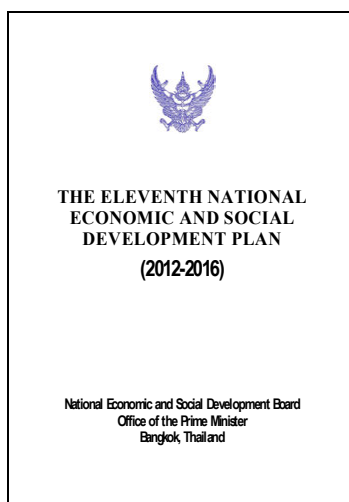 THE ELEVENTH NATIONAL
ECONOMIC AND SOCIAL
DEVELOPMENT PLAN
(2012-2016)
National Economic and Social Development Board
Office of the Prime Minister
Bangkok, Thailand